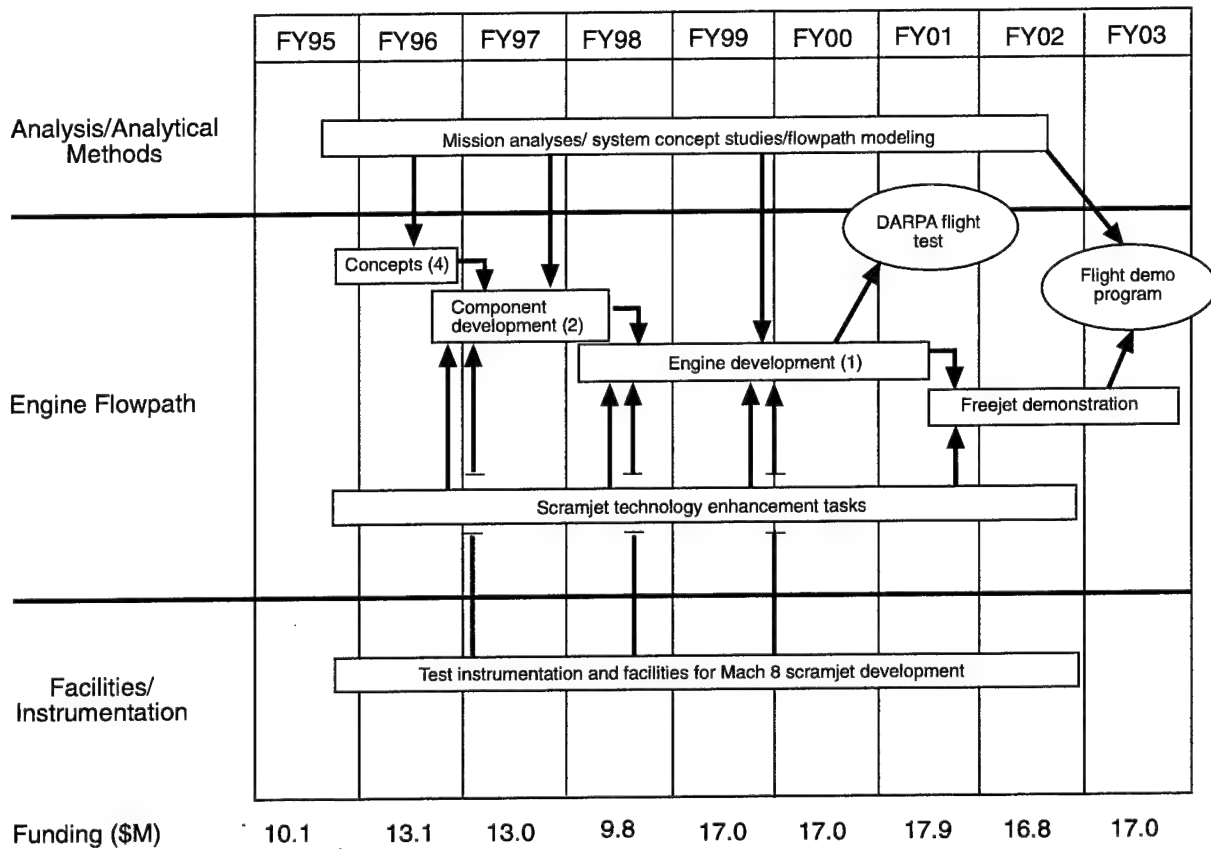 FY95 FY96 FY97 FY98 FY99 FY00 FY01 FY02 FY03
Analysis/Analytical
Methods
Mission analyses/ system concept studies/flowpath modeling
DARPA flight
test
Concepts (4)
Flight demo
program
Component
development (2)
Engine development (1)
Engine Flowpath
Freejet demonstration
Scramjet technology enhancement tasks
Test instrumentation and facilities for Mach 8 scramjet development
Facilities/
Instrumentation
Funding ($M) 10.1 13.1 13.0 9.8 17.0 17.0 17.9 16.8 17.0